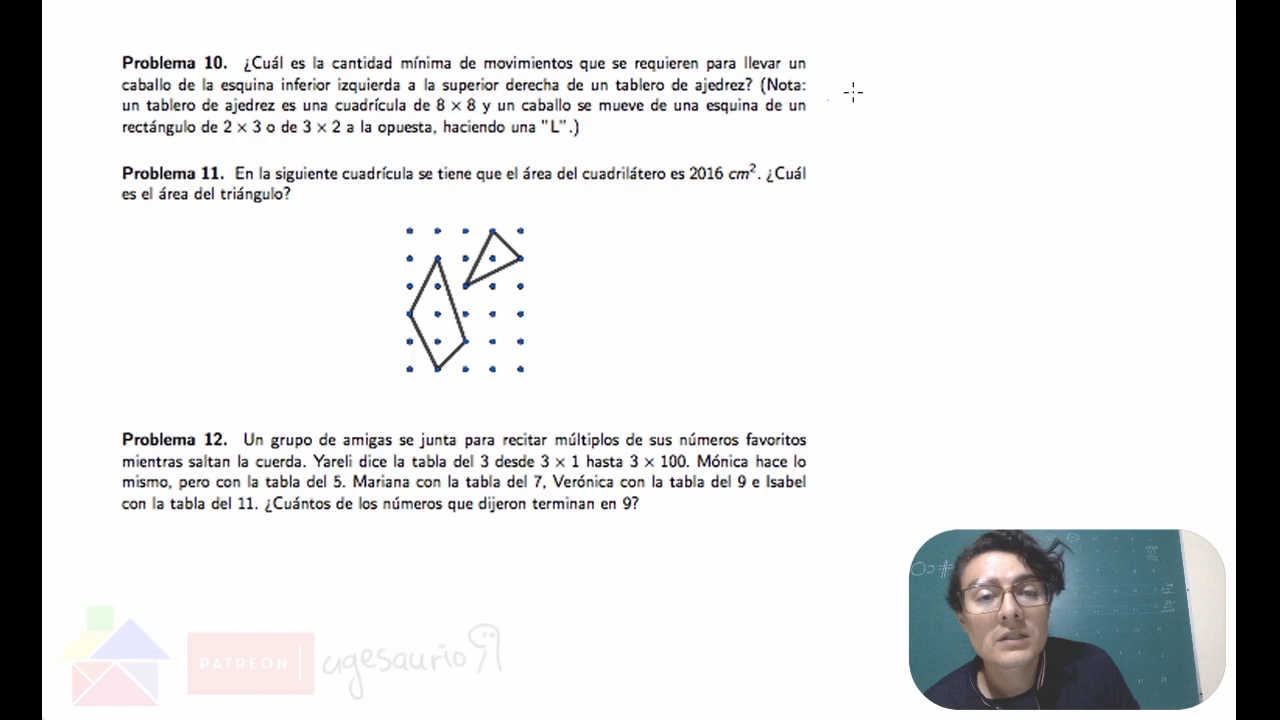 Problema 10. ¿Cuál es la cantidad mínima de movimientos que se requieren para llevar un
caballo de la esquina inferior izquierda a la superior derecha de un tablero de ajedrez? (Nota:
un tablero de ajedrez es una cuadrícula de 8 × 8 y un caballo se mueve de una esquina de un
rectángulo de 2 × 3 o de 3 × 2 a la opuesta, haciendo una "L".)
Problema 11. En la siguiente cuadrícula se tiene que el área del cuadrilátero es 2016 cm². ¿Cuál
es el área del triángulo?
Problema 12. Un grupo de amigas se junta para recitar múltiplos de sus números favoritos
mientras saltan la cuerda. Yareli dice la tabla del 3 desde 3 × 1 hasta 3 × 100. Mónica hace lo
mismo, pero con la tabla del 5. Mariana con la tabla del 7, Verónica con la tabla del 9 e Isabel
con la tabla del 11. ¿Cuántos de los números que dijeron terminan en 9?
PATREON
agesaurio